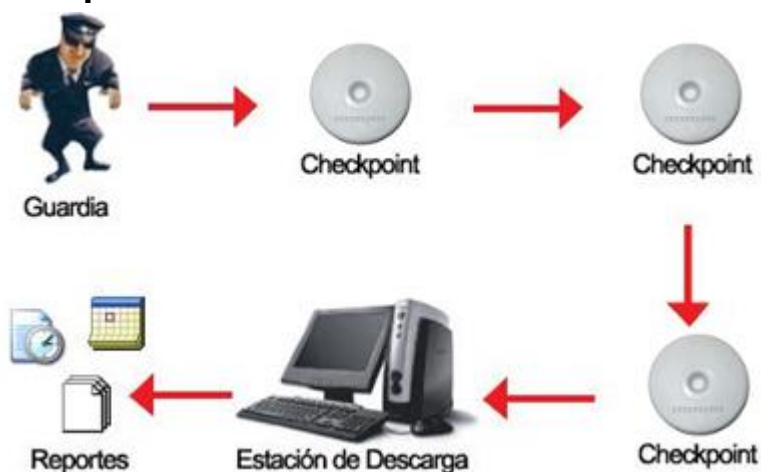 Checkpoint
Checkpoint
Guardia
Reportes
Estación de Descarga
Checkpoint